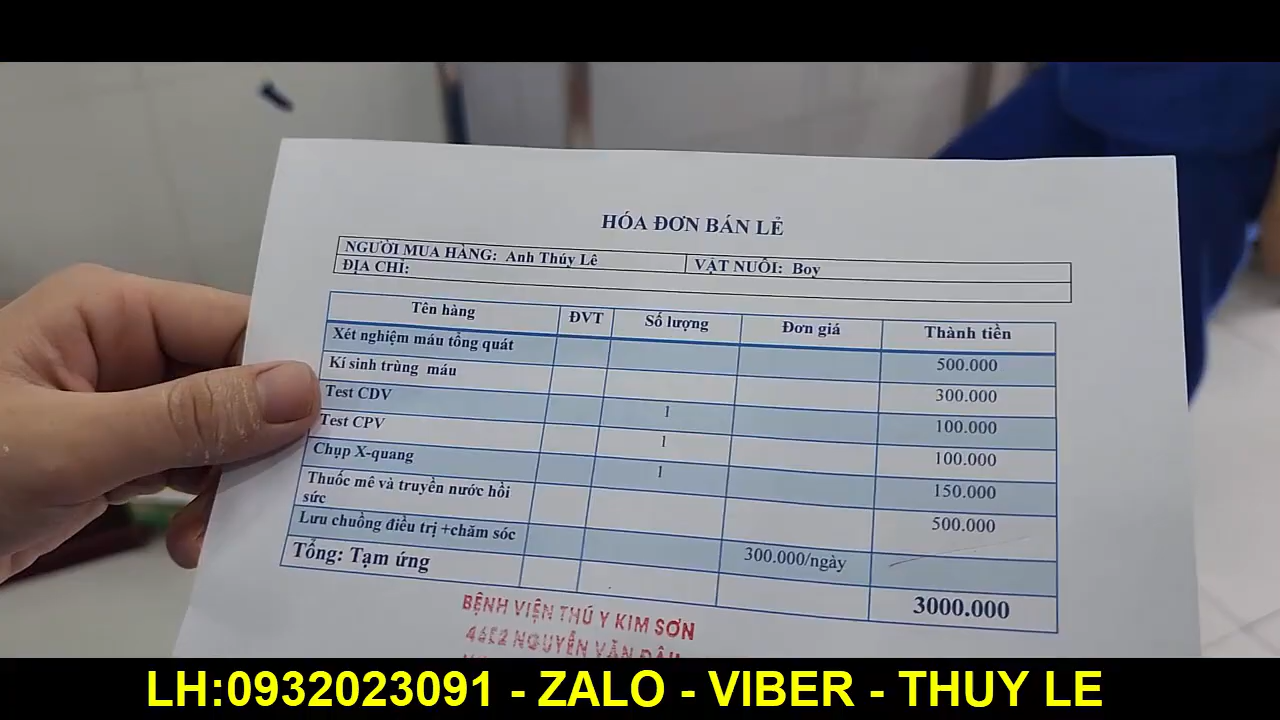 HÓA ĐƠN BÁN LẺ
NGƯỜI MUA HÀNG: Anh Thúy Lê VẬT NUÔI: Boy
ĐỊA CHỈ:
Tên hàng ĐVT Số lượng Đơn giá Thành tiền
Xét nghiệm máu tổng quát 500.000
Kí sinh trùng máu 300.000
Test CDV 1 100.000
Test CPV 1 100.000
Chụp X-quang 1 150.000
Thuốc mê và truyền nước hồi
sức 500.000
Lưu chuồng điều trị +chăm sóc 300.000/ngày
Tổng: Tạm ứng 3000.000
BỆNH VIỆN THÚ Y KIM SƠN
46E2 NGUYỄN VĂN ĐẬU
LH:0932023091 - ZALO - VIBER - THUY LE